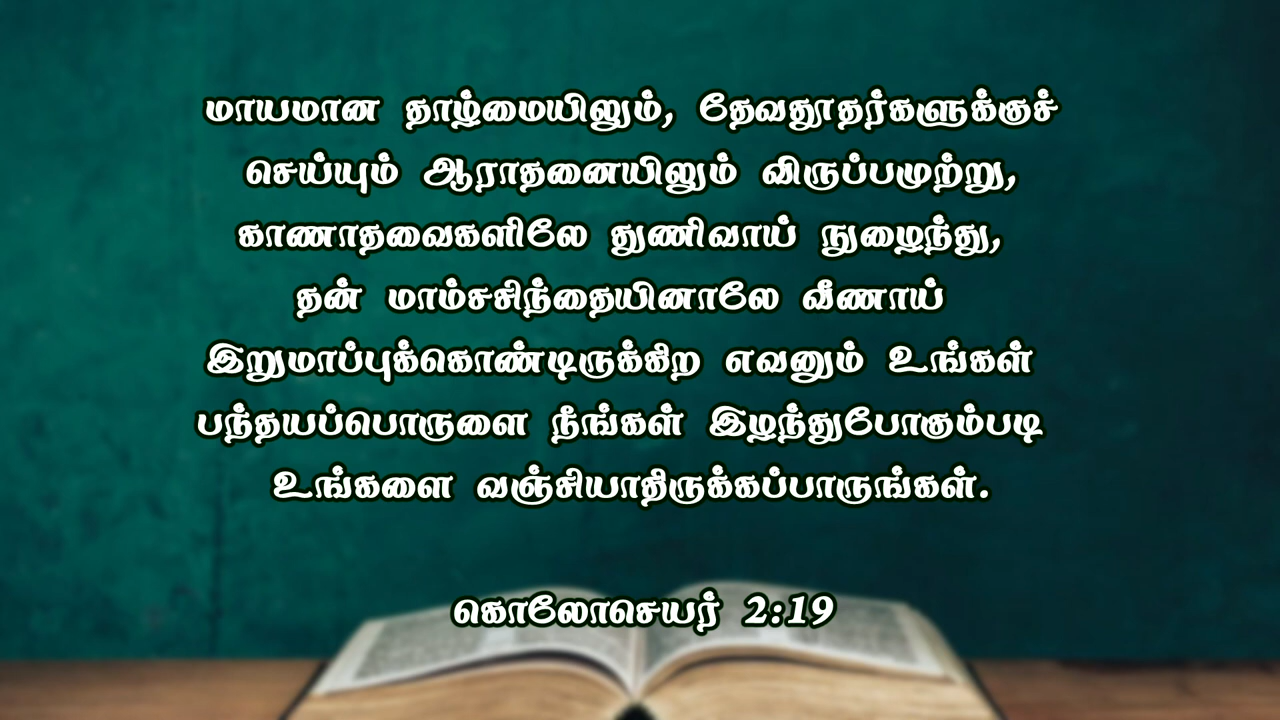 மாயமான தாழ்மையிலும், தேவதூதர்களுக்குச்
செய்யும் ஆராதனையிலும் விருப்பமுற்று,
காணாதவைகளிலே துணிவாய் நுழைந்து,
தன் மாம்சசிந்தையினாலே வீணாய்
இறுமாப்புக்கொண்டிருக்கிற எவனும் உங்கள்
பந்தயப்பொருளை நீங்கள் இழந்துபோகும்படி
உங்களை வஞ்சியாதிருக்கப்பாருங்கள்.
கொலோசெயர் 2:19